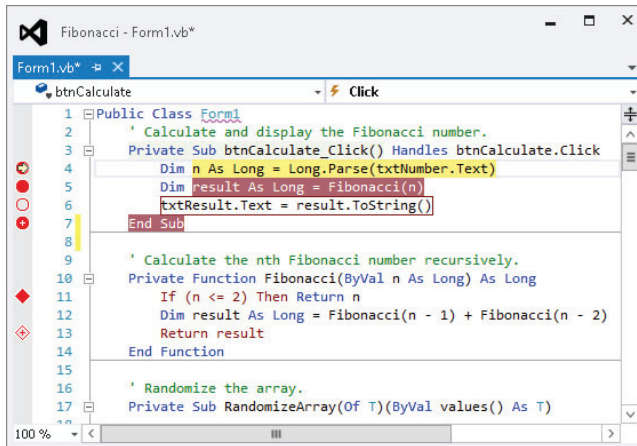 Fibonacci - Form1.vb*
Form1.vb*
btnCalculate Click
1 Public Class Form1
2 ' Calculate and display the Fibonacci number.
3 Private Sub btnCalculate_Click() Handles btnCalculate.Click
4 Dim n As Long = Long.Parse(txtNumber.Text)
5 Dim result As Long = Fibonacci(n)
6 txtResult.Text = result.ToString()
7 End Sub
8
9 ' Calculate the nth Fibonacci number recursively.
10 Private Function Fibonacci(ByVal n As Long) As Long
11 If (n <= 2) Then Return n
12 Dim result As Long = Fibonacci(n - 1) + Fibonacci(n - 2)
13 Return result
14 End Function
15
16 ' Randomize the array.
17 Private Sub RandomizeArray(Of T)(ByVal values() As T)
100 %